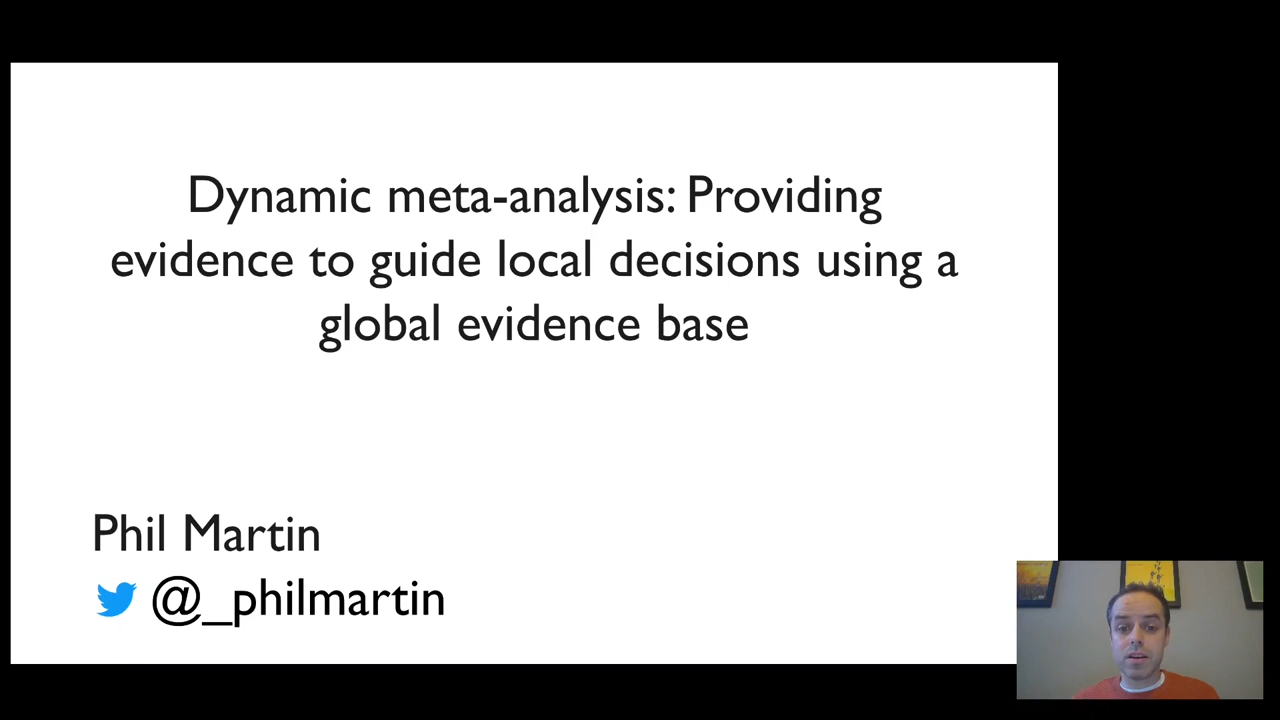 Dynamic meta-analysis: Providing
evidence to guide local decisions using a
global evidence base
Phil Martin
@_philmartin